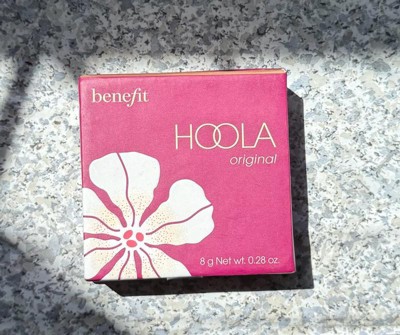 benefit
HOOLA
original
8 g Net wt. 0.28 oz.